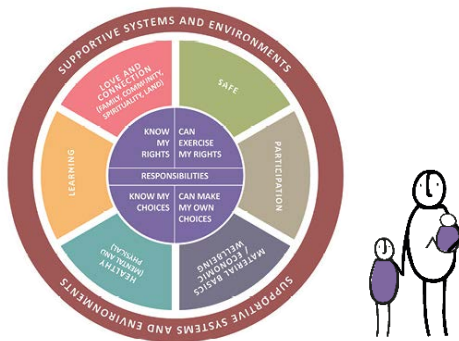 SUPPORTIVE SYSTEMS AND ENVIRONMENTS
LOVE AND
CONNECTION
(FAMILY, COMMUNITY,
SPIRITUALITY, LAND)
SAFE
LEARNING
KNOW
MY
RIGHTS
CAN
EXERCISE
MY RIGHTS
PARTICIPATION
RESPONSIBILITIES
KNOW MY
CHOICES
CAN MAKE
MY OWN
CHOICES
HEALTHY
(MENTAL AND
PHYSICAL)
MATERIAL BASICS
/ ECONOMIC
WELLBEING
SUPPORTIVE SYSTEMS AND ENVIRONMENTS